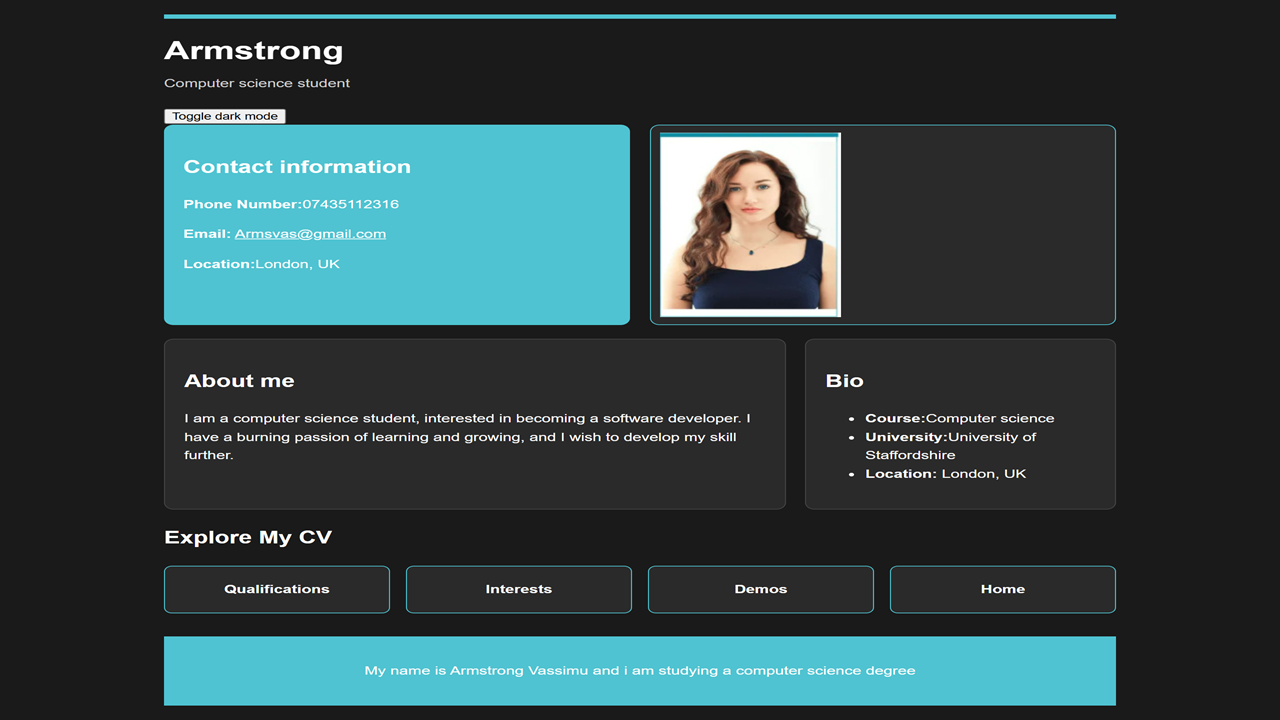 Armstrong
Computer science student
Toggle dark mode
Contact information
Phone Number:07435112316
Email: Armsvas@gmail.com
Location:London, UK
About me
I am a computer science student, interested in becoming a software developer. I
have a burning passion of learning and growing, and I wish to develop my skill
further.
Bio
• Course:Computer science
• University:University of
Staffordshire
• Location: London, UK
Explore My CV
Qualifications
Interests
Demos
Home
My name is Armstrong Vassimu and i am studying a computer science degree